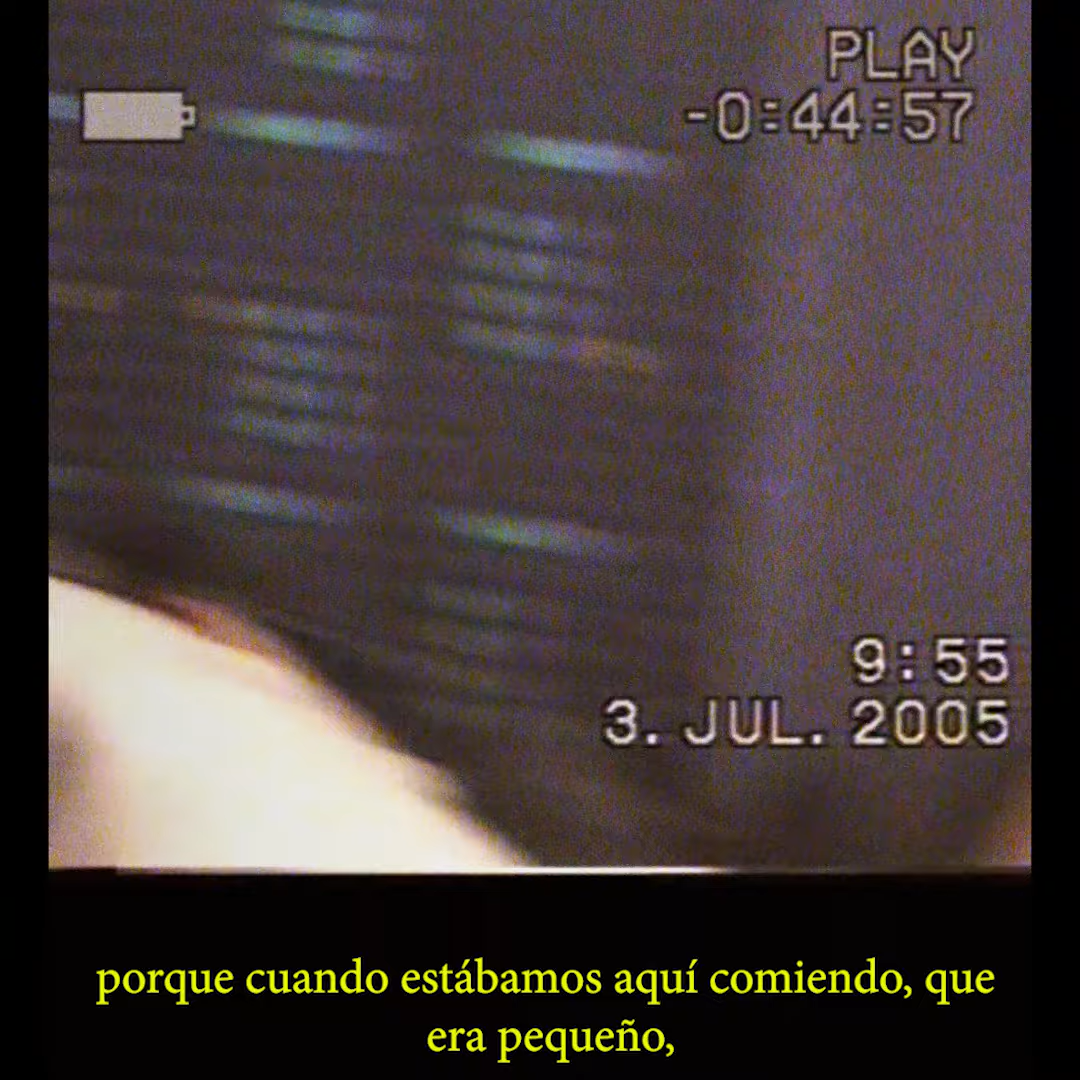 PLAY
-0:44:57
9:55
3. JUL. 2005
porque cuando estábamos aquí comiendo, que
era pequeño,